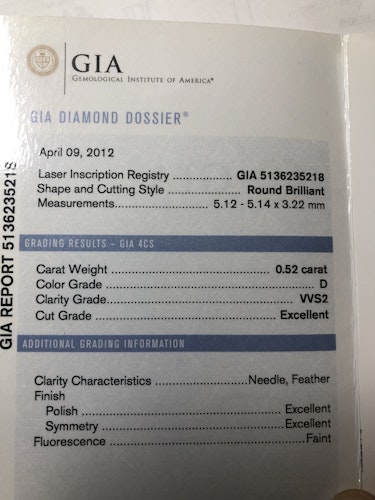 GIA
GEMOLOGICAL INSTITUTE OF AMERICA®
GIA DIAMOND DOSSIER®
April 09, 2012
Laser Inscription Registry .................. GIA 5136235218
Shape and Cutting Style ..................... Round Brilliant
Measurements......................... 5.12 - 5.14 x 3.22 mm
GRADING RESULTS – GIA 4CS
Carat Weight ............................................ 0.52 carat
Color Grade ........................................................ D
Clarity Grade................................................... VVS2
Cut Grade .................................................. Excellent
ADDITIONAL GRADING INFORMATION
Clarity Characteristics .......................Needle, Feather
Finish
Polish ..................................................... Excellent
Symmetry ................................................Excellent
Fluorescence ................................................... Faint
GIA REPORT 5136235218